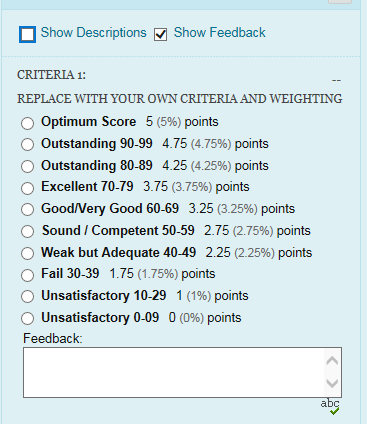 Show Descriptions Show Feedback
CRITERIA 1:
--
REPLACE WITH YOUR OWN CRITERIA AND WEIGHTING
Optimum Score 5 (5%) points
Outstanding 90-99 4.75 (4.75%) points
Outstanding 80-89 4.25 (4.25%) points
Excellent 70-79 3.75 (3.75%) points
Good/Very Good 60-69 3.25 (3.25%) points
Sound / Competent 50-59 2.75 (2.75%) points
Weak but Adequate 40-49 2.25 (2.25%) points
Fail 30-39 1.75 (1.75%) points
Unsatisfactory 10-29 1 (1%) points
Unsatisfactory 0-09 0 (0%) points
Feedback:
abc